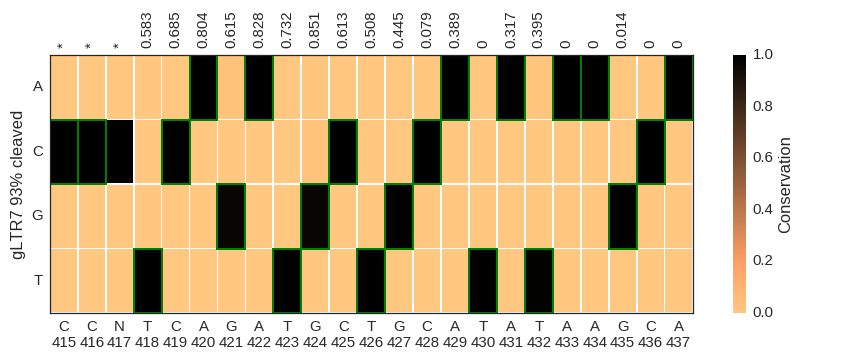 * * * 0.583 0.685 0.804 0.615 0.828 0.732 0.851 0.613 0.508 0.445 0.079 0.389 0 0.317 0.395 0 0 0.014 0 0
gLTR7 93% cleaved
A
C
G
T
C C N T C A G A T G C T G C A T A T A A G C A
415 416 417 418 419 420 421 422 423 424 425 426 427 428 429 430 431 432 433 434 435 436 437
1.0
0.8
0.6
0.4
0.2
0.0
Conservation